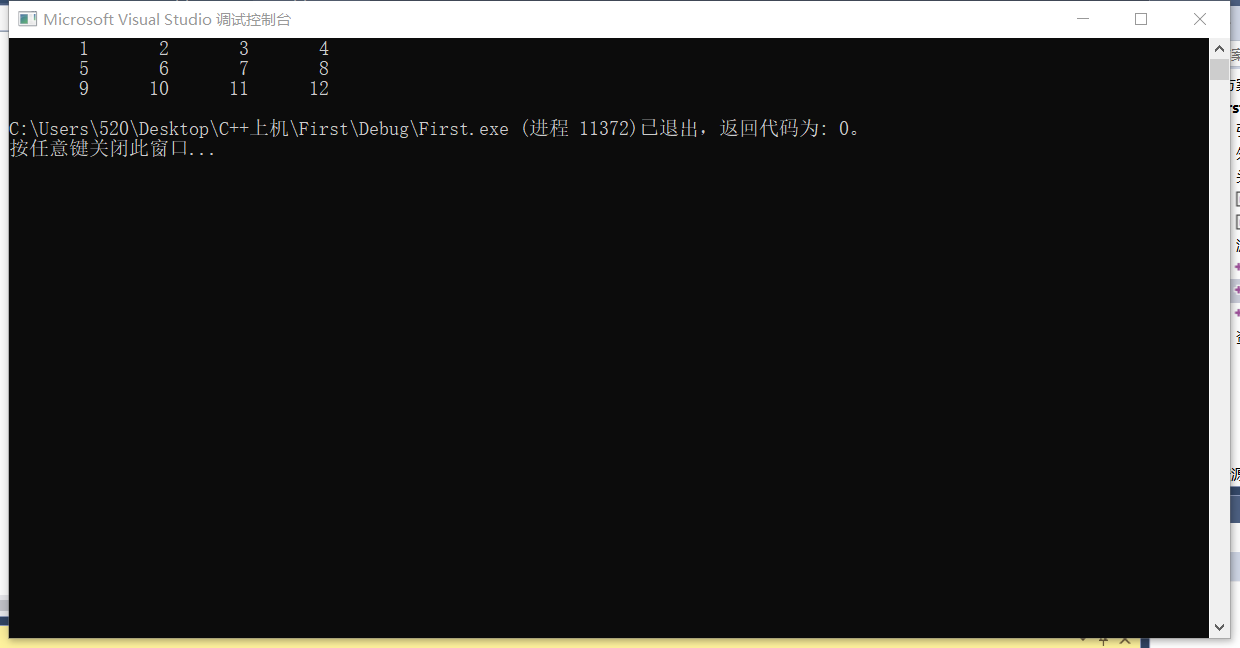 Microsoft Visual Studio 调试控制台
       1       2       3       4
       5       6       7       8
       9      10      11      12
C:\Users\520\Desktop\C++上机\First\Debug\First.exe (进程 11372)已退出，返回代码为: 0。
按任意键关闭此窗口...